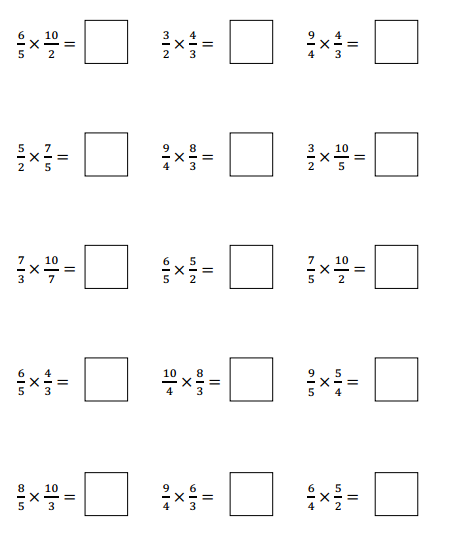 6/5 × 10/2 = 3/2 × 4/3 = 9/4 × 4/3 =
5/2 × 7/5 = 9/4 × 8/3 = 3/2 × 10/5 =
7/3 × 10/7 = 6/5 × 5/2 = 7/5 × 10/2 =
6/5 × 4/3 = 10/4 × 8/3 = 9/5 × 5/4 =
8/5 × 10/3 = 9/4 × 6/3 = 6/4 × 5/2 =